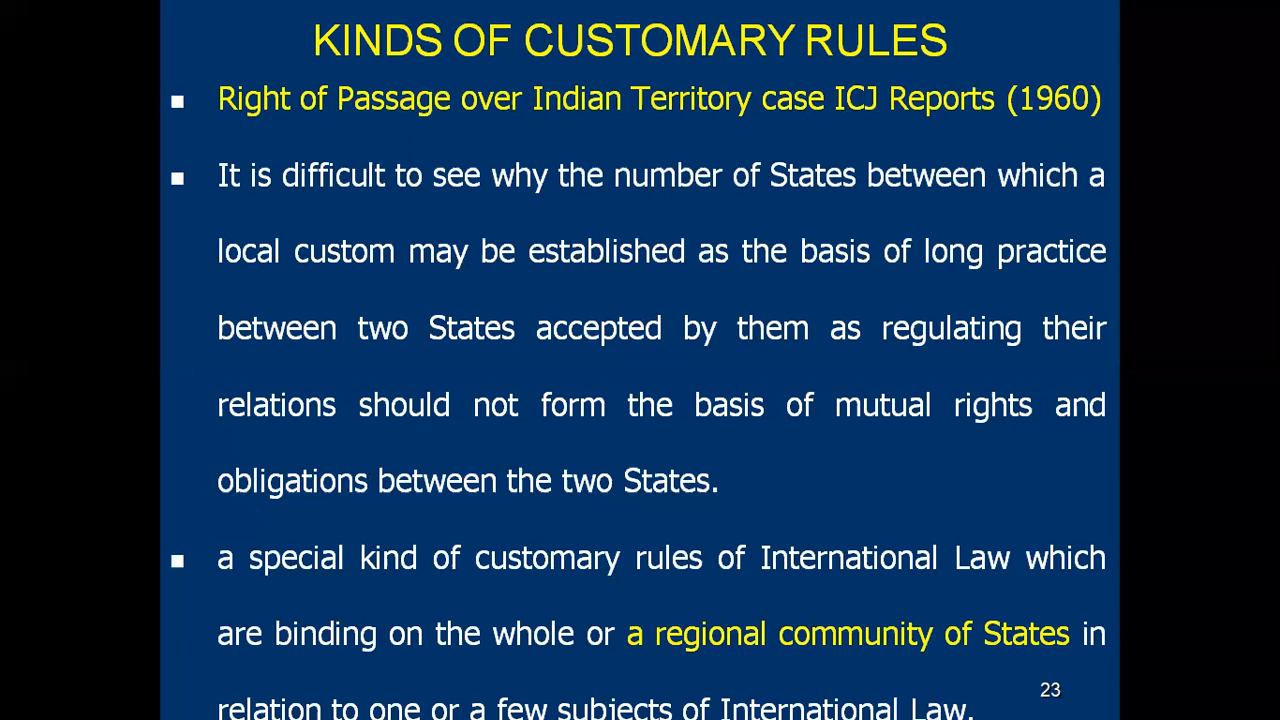 KINDS OF CUSTOMARY RULES
Right of Passage over Indian Territory case ICJ Reports (1960)
It is difficult to see why the number of States between which a
local custom may be established as the basis of long practice
between two States accepted by them as regulating their
relations should not form the basis of mutual rights and
obligations between the two States.
a special kind of customary rules of International Law which
are binding on the whole or a regional community of States in
relation to one or a few subjects of International Law.
23